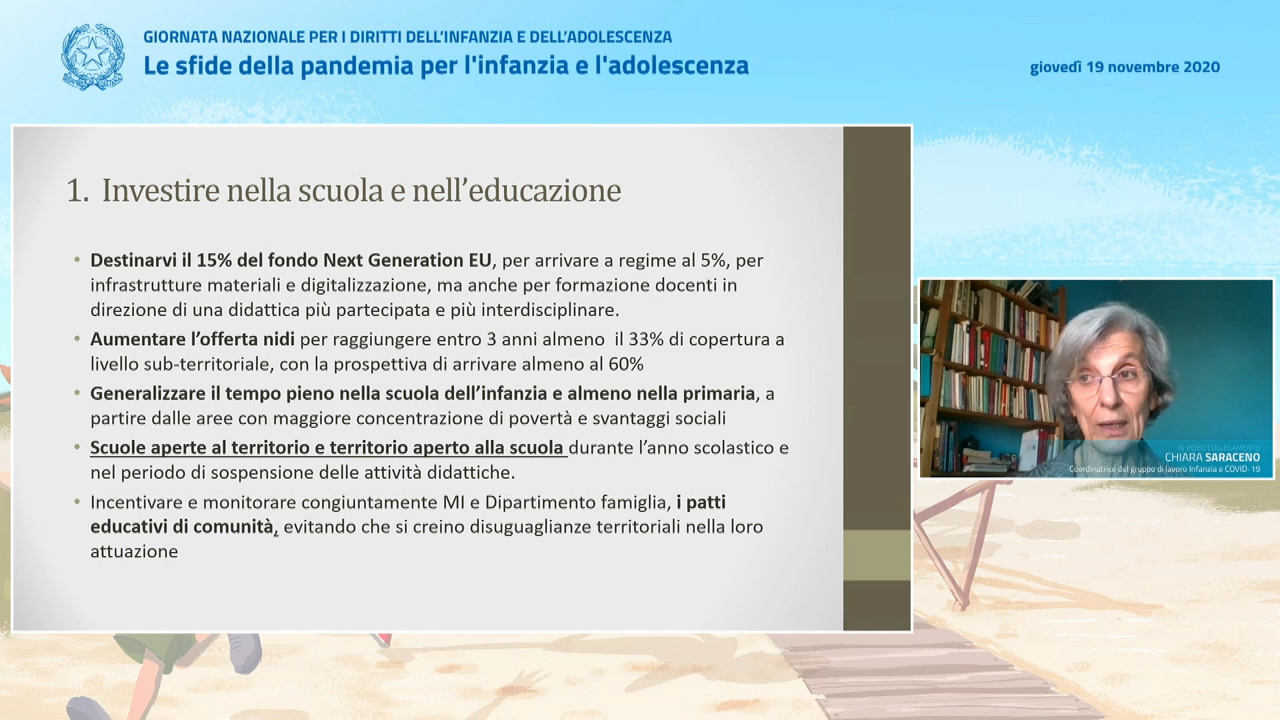 GIORNATA NAZIONALE PER I DIRITTI DELL'INFANZIA E DELL'ADOLESCENZA
Le sfide della pandemia per l'infanzia e l'adolescenza
giovedì 19 novembre 2020
1. Investire nella scuola e nell'educazione
• Destinarvi il 15% del fondo Next Generation EU, per arrivare a regime al 5%, per
infrastrutture materiali e digitalizzazione, ma anche per formazione docenti in
direzione di una didattica più partecipata e più interdisciplinare.
• Aumentare l'offerta nidi per raggiungere entro 3 anni almeno il 33% di copertura a
livello sub-territoriale, con la prospettiva di arrivare almeno al 60%
• Generalizzare il tempo pieno nella scuola dell'infanzia e almeno nella primaria, a
partire dalle aree con maggiore concentrazione di povertà e svantaggi sociali
• Scuole aperte al territorio e territorio aperto alla scuola durante l'anno scolastico e
nel periodo di sospensione delle attività didattiche.
• Incentivare e monitorare congiuntamente MI e Dipartimento famiglia, i patti
educativi di comunità, evitando che si creino disuguaglianze territoriali nella loro
attuazione
IN VIDEO COLLEGAMENTO
CHIARA SARACENO
Coordinatrice del gruppo di lavoro Infanzia e COVID-19